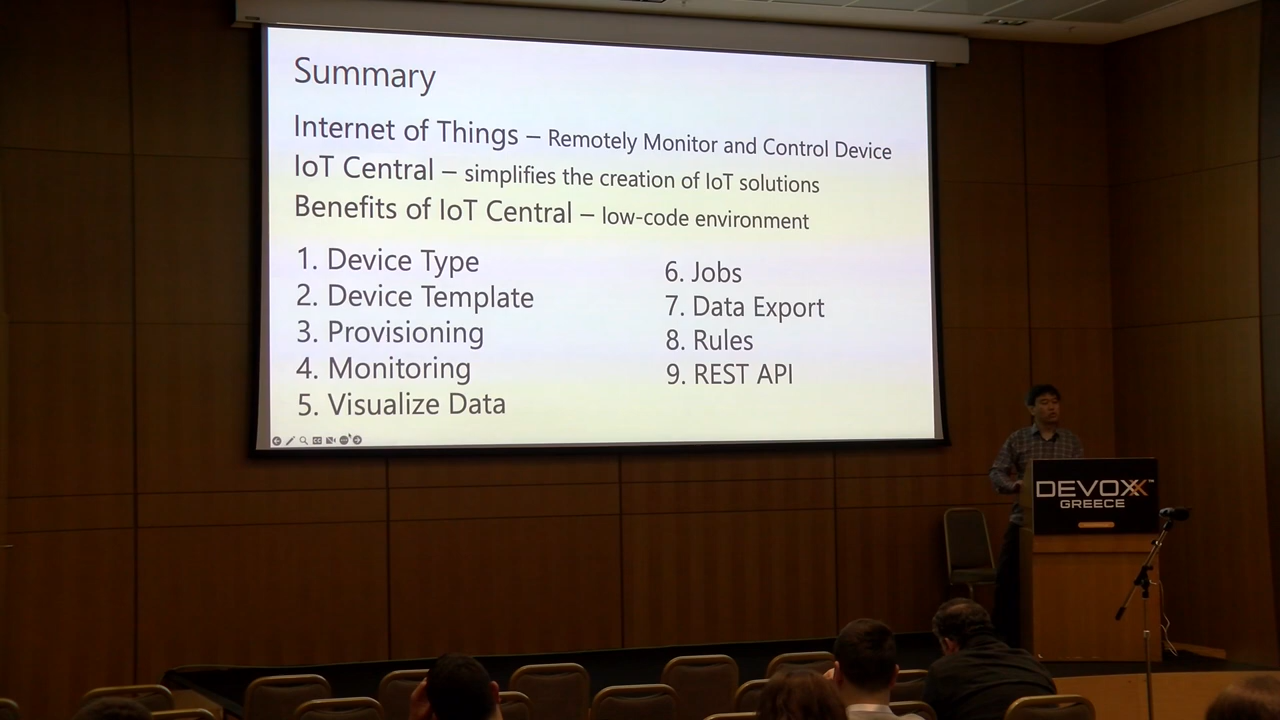 Summary
Internet of Things – Remotely Monitor and Control Device
IoT Central – simplifies the creation of IoT solutions
Benefits of IoT Central – low-code environment
1. Device Type
2. Device Template
3. Provisioning
4. Monitoring
5. Visualize Data
6. Jobs
7. Data Export
8. Rules
9. REST API
DEVOXX™
GREECE